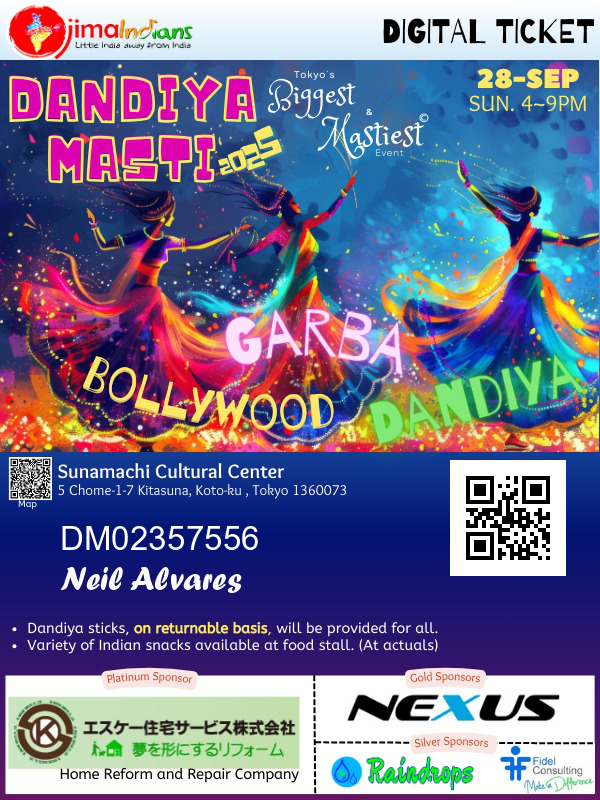 OjimaIndians
Little India away from India
DIGITAL TICKET
DANDIYA
MASTI 2025
Tokyo's
Biggest
&
Mastiest©
Event
28-SEP
SUN. 4~9PM
GARBA
BOLLYWOOD
DANDIYA
Sunamachi Cultural Center
5 Chome-1-7 Kitasuna, Koto-ku , Tokyo 1360073
Map
DM02357556
Neil Alvares
• Dandiya sticks, on returnable basis, will be provided for all.
• Variety of Indian snacks available at food stall. (At actuals)
Platinum Sponsor
SK
エスケー住宅サービス株式会社
夢を形にするリフォーム
Home Reform and Repair Company
Gold Sponsors
NEXUS
Silver Sponsors
Raindrops
Fidel
Consulting
Make a Difference